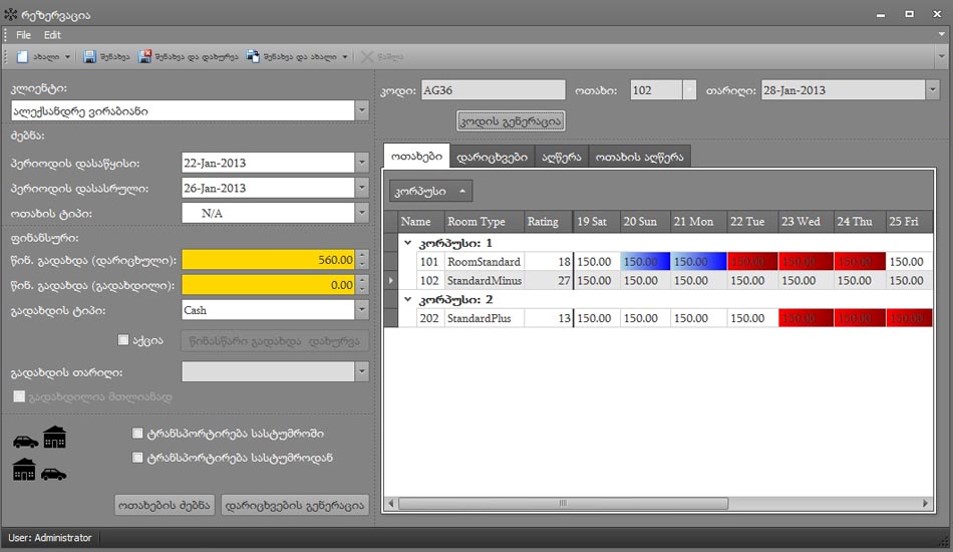 რეზერვაცია
File Edit
ახალი შენახვა შენახვა და დახურვა შენახვა და ახალი წაშლა
კლიენტი:
ალექსანდრე ვირაბიანი
ძებნა:
პერიოდის დასაწყისი: 22-Jan-2013
პერიოდის დასასრული: 26-Jan-2013
ოთახის ტიპი: N/A
ფინანსური:
წინ. გადახდა (დარიცხული): 560.00
წინ. გადახდა (გადახდილი): 0.00
გადახდის ტიპი: Cash
აქცია წინასწარი გადახდა დახურვა
გადახდის თარიღი:
გადახდილია მთლიანად
ტრანსპორტირება სასტუმროში
ტრანსპორტირება სასტუმროდან
ოთახების ძებნა დარიცხვების გენერაცია
კოდი: AG36 ოთახი: 102 თარიღი: 28-Jan-2013
კოდის გენერაცია
ოთახები დარიცხვები აღწერა ოთახის აღწერა
კორპუსი
Name Room Type Rating 19 Sat 20 Sun 21 Mon 22 Tue 23 Wed 24 Thu 25 Fri
კორპუსი: 1
101 RoomStandard 18 150.00 150.00 150.00 150.00 150.00 150.00 150.00
102 StandardMinus 27 150.00 150.00 150.00 150.00 150.00 150.00 150.00
კორპუსი: 2
202 StandardPlus 13 150.00 150.00 150.00 150.00 150.00 150.00 150.00
User: Administrator